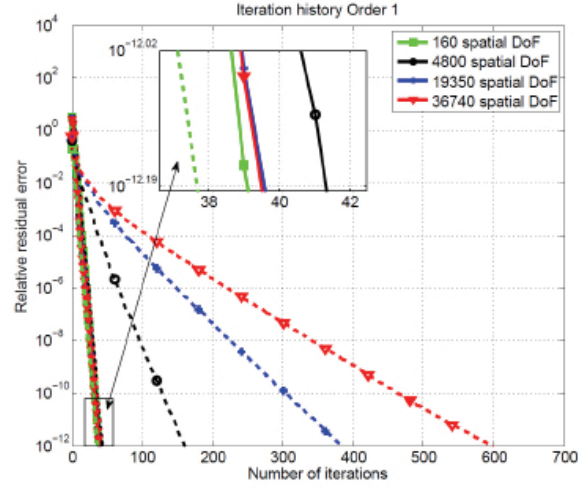 Iteration history Order 1
10^4
10^2
10^0
10^-2
10^-4
10^-6
10^-8
10^-10
10^-12
Relative residual error
10^-12.02
10^-12.19
38 40 42
160 spatial DoF
4800 spatial DoF
19350 spatial DoF
36740 spatial DoF
0 100 200 300 400 500 600 700
Number of iterations